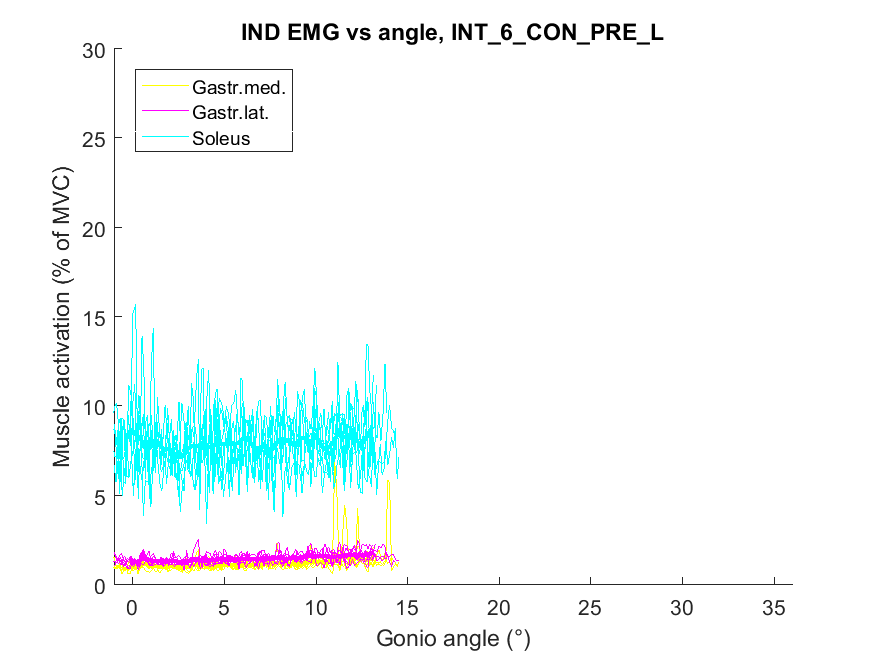 IND EMG vs angle, INT_6_CON_PRE_L
30
25
20
15
10
5
0
Muscle activation (% of MVC)
Gastr.med.
Gastr.lat.
Soleus
0 5 10 15 20 25 30 35
Gonio angle (°)